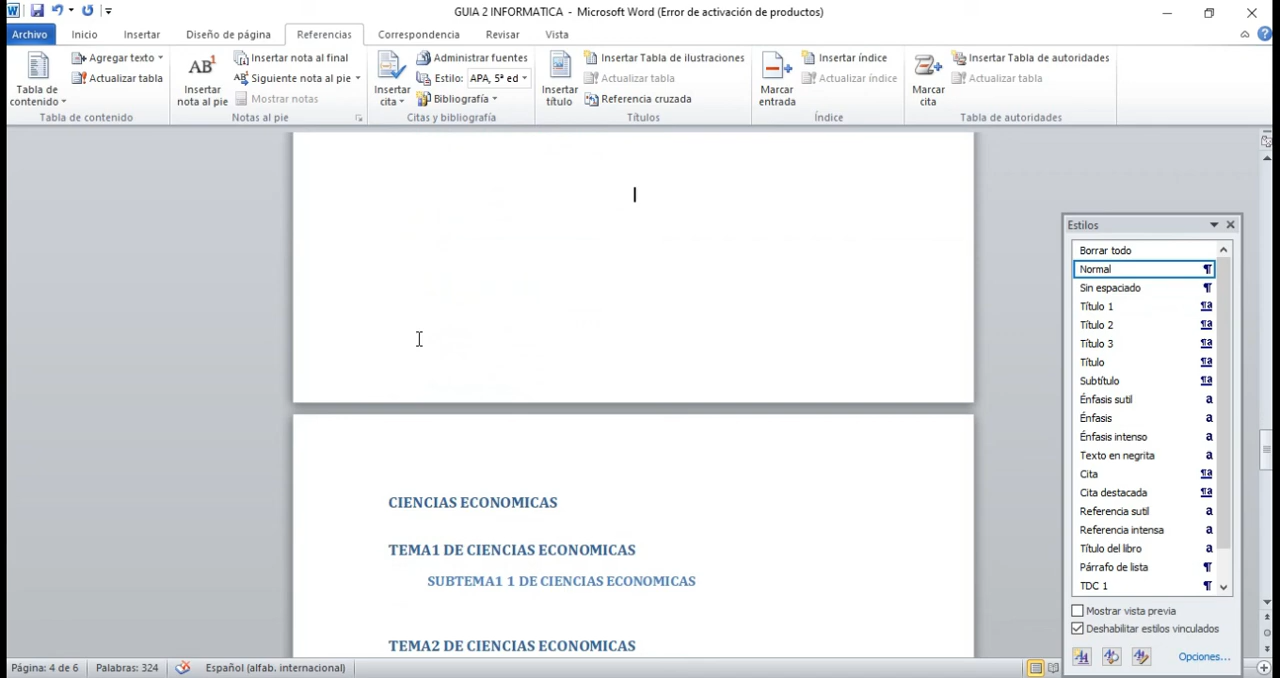 GUIA 2 INFORMATICA - Microsoft Word (Error de activación de productos)
Archivo Inicio Insertar Diseño de página Referencias Correspondencia Revisar Vista
Tabla de contenido
Agregar texto
Actualizar tabla
Tabla de contenido
AB¹ Insertar nota al pie
Insertar nota al final
Siguiente nota al pie
Mostrar notas
Notas al pie
Insertar cita
Administrar fuentes
Estilo: APA, 5ª ed
Bibliografía
Citas y bibliografía
Insertar título
Insertar Tabla de ilustraciones
Actualizar tabla
Referencia cruzada
Títulos
Marcar entrada
Insertar índice
Actualizar índice
Índice
Marcar cita
Insertar Tabla de autoridades
Actualizar tabla
Tabla de autoridades
CIENCIAS ECONOMICAS
TEMA1 DE CIENCIAS ECONOMICAS
SUBTEMA1 1 DE CIENCIAS ECONOMICAS
TEMA2 DE CIENCIAS ECONOMICAS
Estilos
Borrar todo
Normal
Sin espaciado
Título 1
Título 2
Título 3
Título
Subtítulo
Énfasis sutil
Énfasis
Énfasis intenso
Texto en negrita
Cita
Cita destacada
Referencia sutil
Referencia intensa
Título del libro
Párrafo de lista
TDC 1
Mostrar vista previa
Deshabilitar estilos vinculados
Opciones...
Página: 4 de 6 Palabras: 324 Español (alfab. internacional)